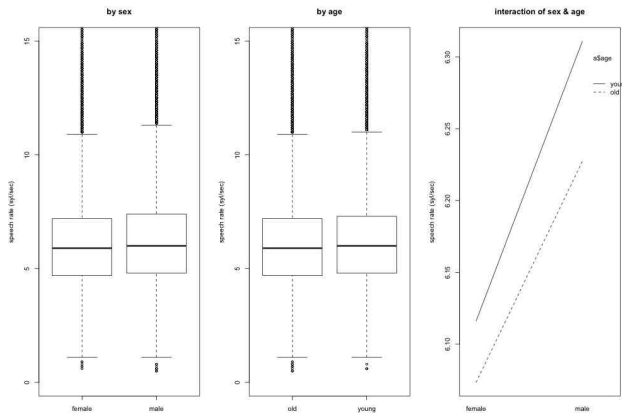 by sex
speech rate (syl/sec)
15
10
5
0
female male
by age
speech rate (syl/sec)
15
10
5
0
old young
interaction of sex & age
speech rate (syl/sec)
6.30
6.25
6.20
6.15
6.10
a$age
old
female male